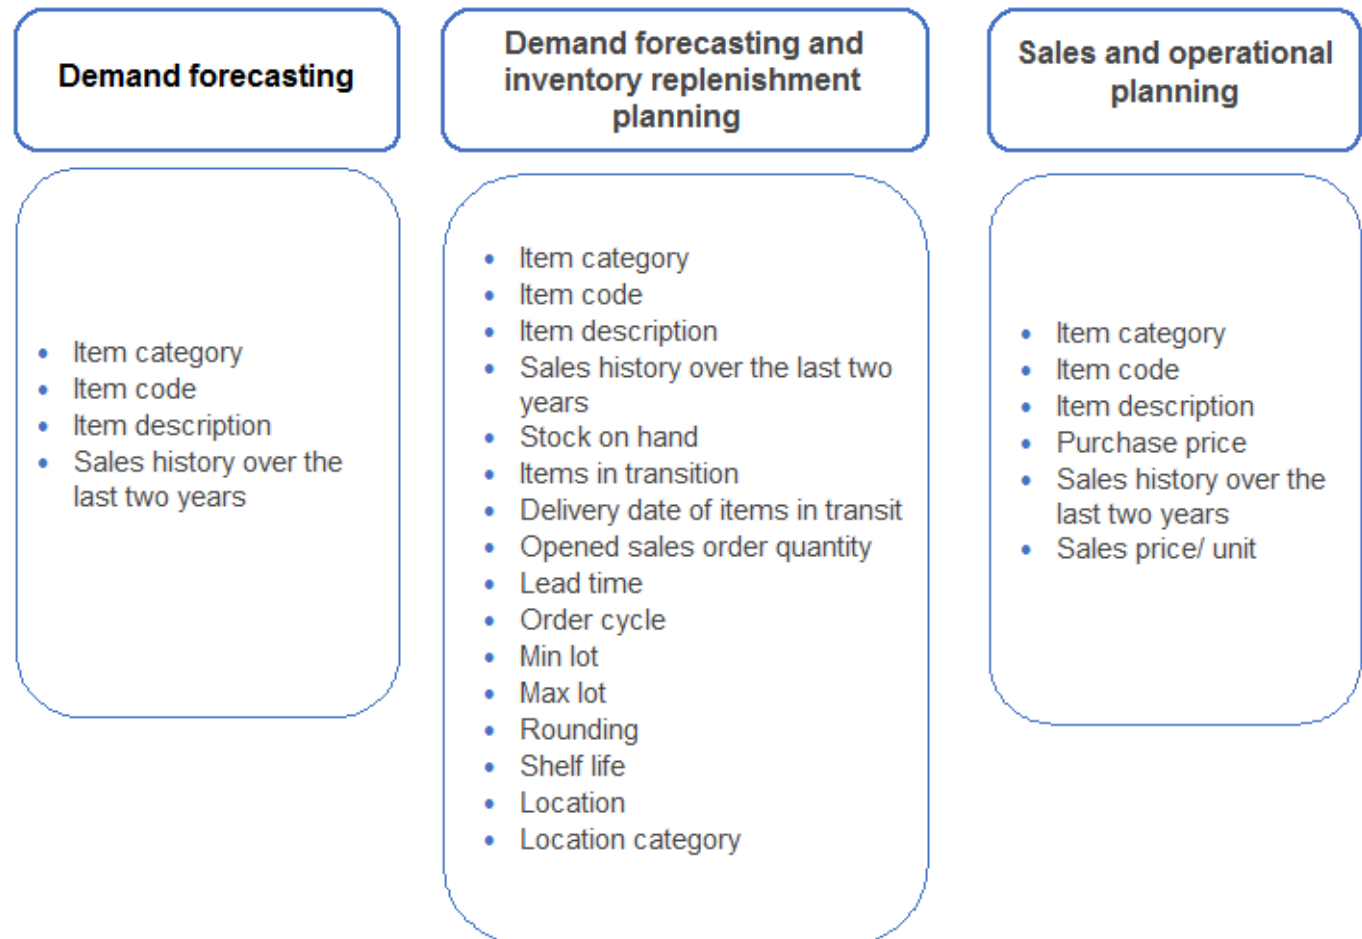 Demand forecasting
Item category
Item code
Item description
Sales history over the
last two years
Demand forecasting and
inventory replenishment
planning
Item category
Item code
Item description
Sales history over the last two
years
Stock on hand
Items in transition
Delivery date of items in transit
Opened sales order quantity
Lead time
Order cycle
Min lot
Max lot
Rounding
Shelf life
Location
Location category
Sales and operational
planning
Item category
Item code
Item description
Purchase price
Sales history over the
last two years
Sales price/ unit